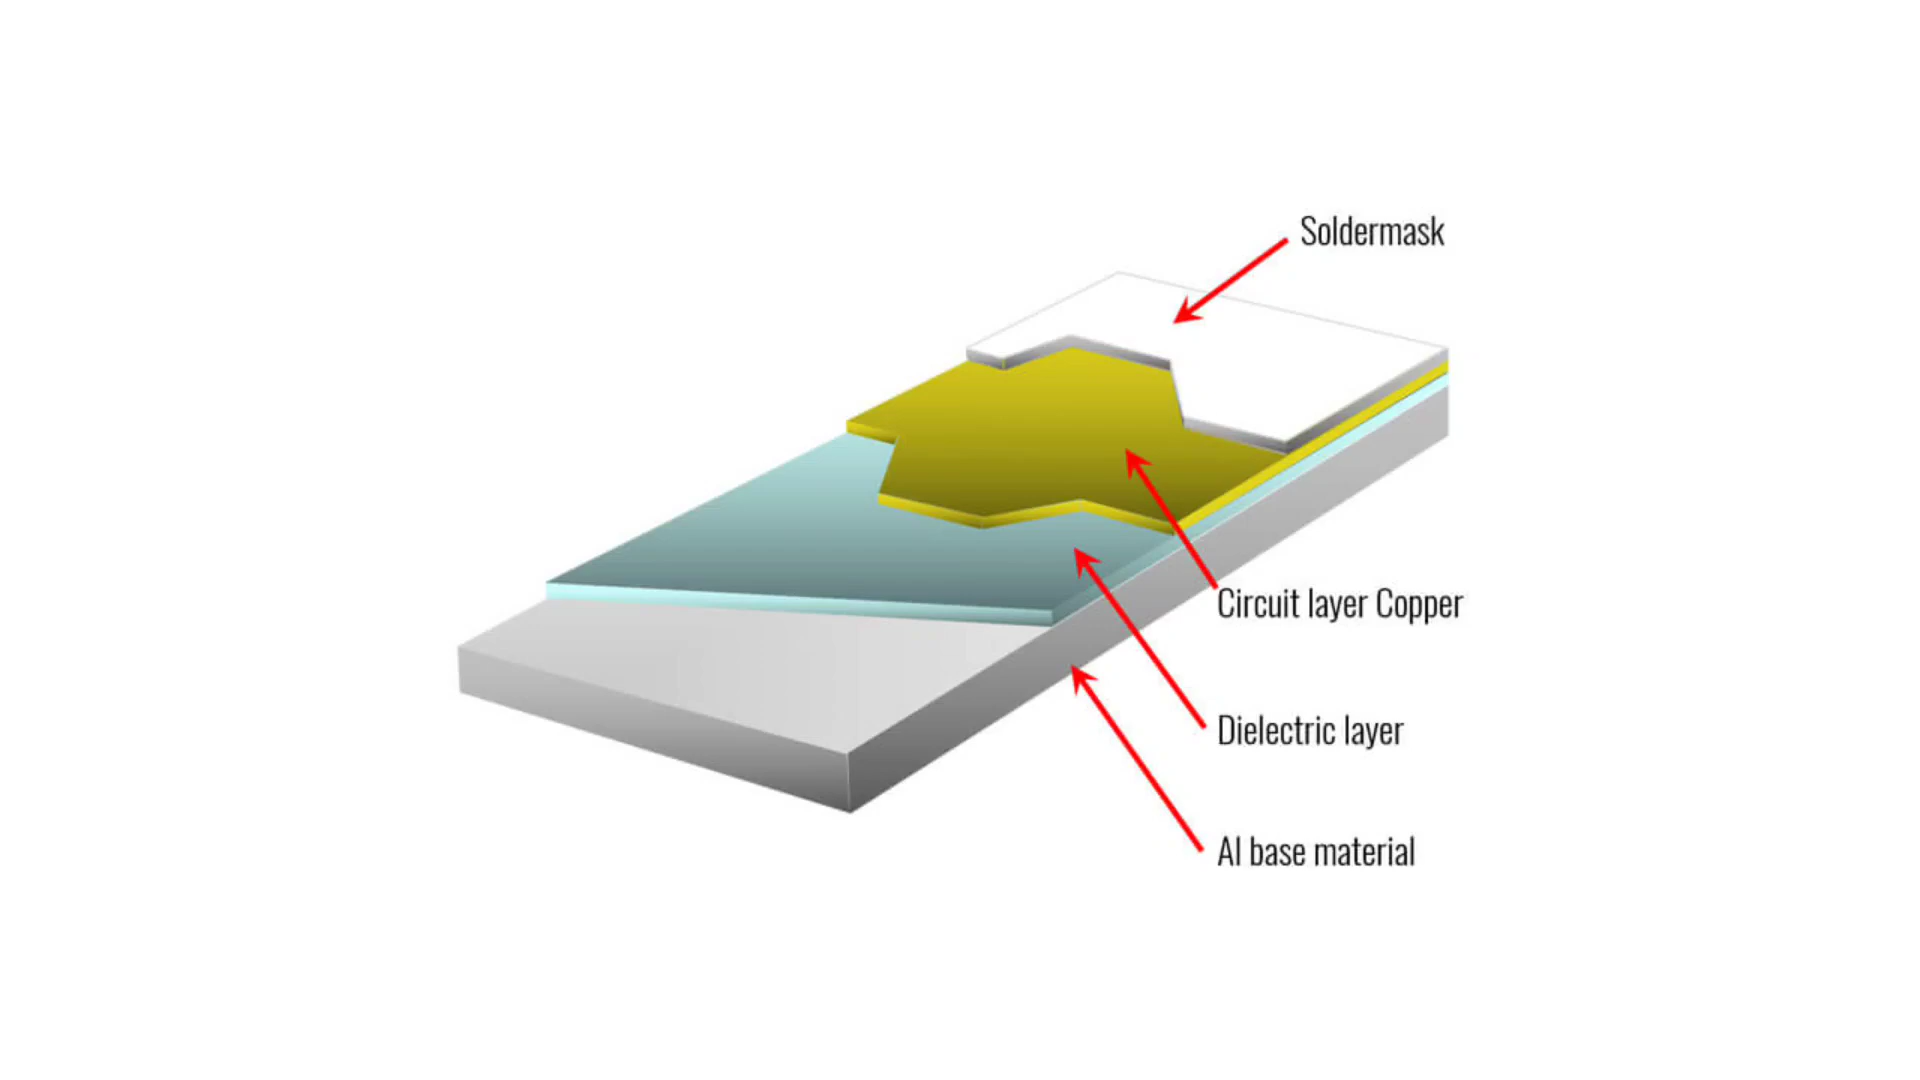 Soldermask
Circuit layer Copper
Dielectric layer
Al base material